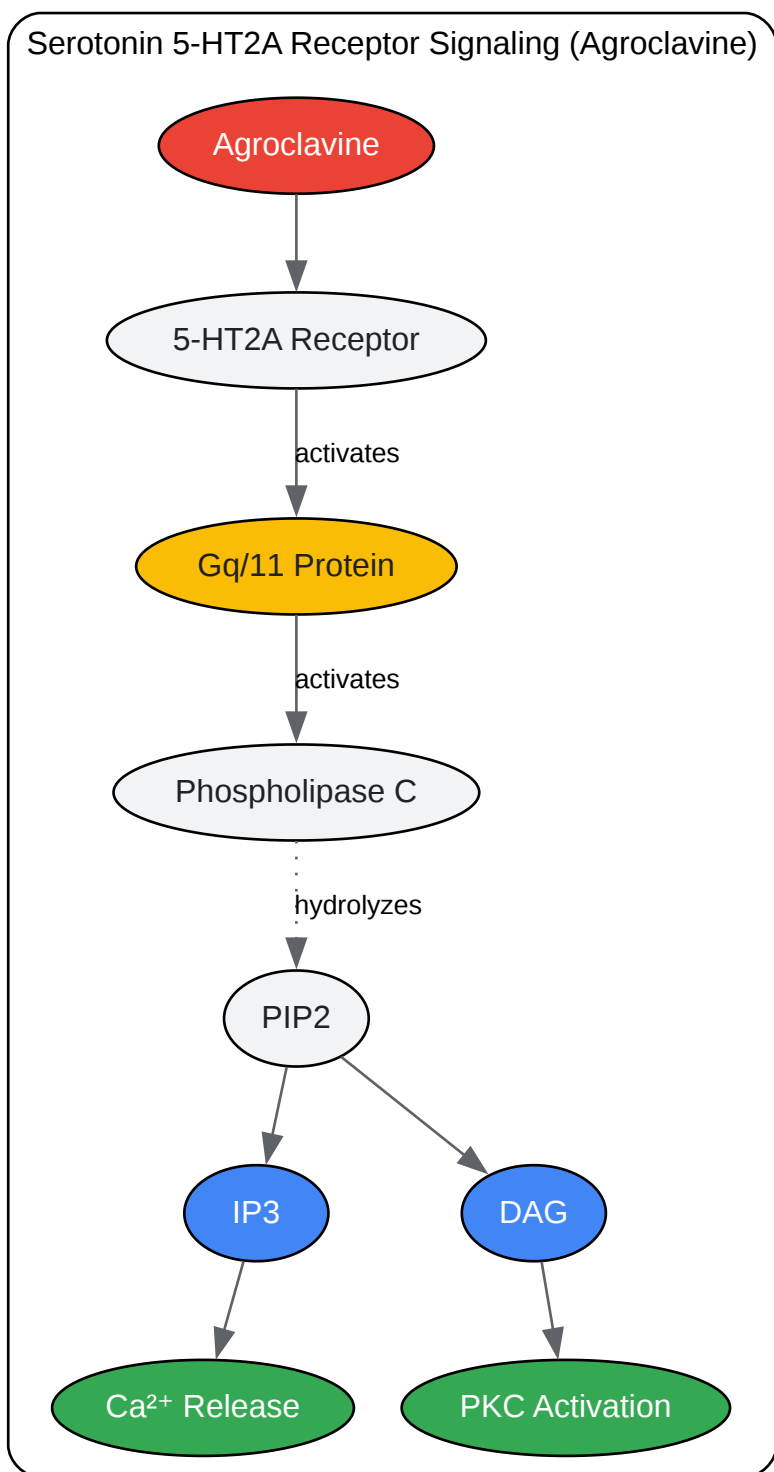 Serotonin 5-HT2A Receptor Signaling (Agroclavine)
Agroclavine
5-HT2A Receptor
activates
Gq/11 Protein
activates
Phospholipase C
hydrolyzes
PIP2
IP3
DAG
Ca²⁺ Release
PKC Activation